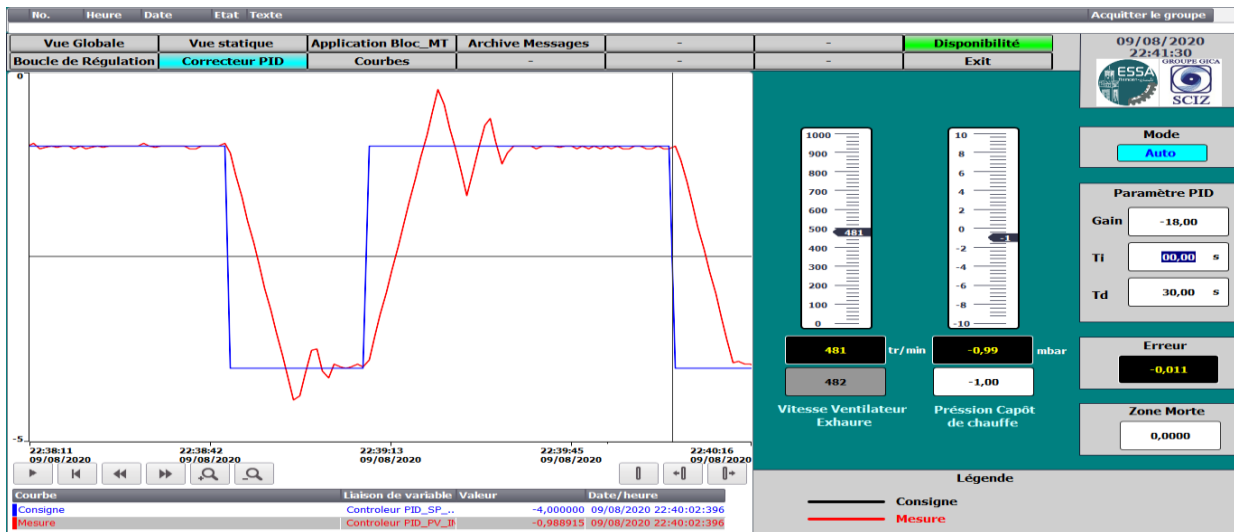 No. Heure Date Etat Texte Acquitter le groupe
Vue Globale Vue statique Application Bloc_MT Archive Messages - - Disponibilité
Boucle de Régulation Correcteur PID Courbes - - - Exit
09/08/2020
22:41:30
GROUPE GICA
ESSA
SCIZ
0
-5
22:38:11 22:38:42 22:39:13 22:39:45 22:40:16
09/08/2020 09/08/2020 09/08/2020 09/08/2020 09/08/2020
Courbe Liaison de variable Valeur Date/heure
Consigne Controleur PID_SP_.. -4,000000 09/08/2020 22:40:02:396
Mesure Controleur PID_PV_IN -0,988915 09/08/2020 22:40:02:396
1000
900
800
700
600
500
400
300
200
100
0
481
10
8
6
4
2
0
-2
-4
-6
-8
-10
-1
481 tr/min
482
Vitesse Ventilateur
Exhaure
-0,99 mbar
-1,00
Préssion Capôt
de chauffe
Mode
Auto
Paramètre PID
Gain -18,00
Ti 00,00 s
Td 30,00 s
Erreur
-0,011
Zone Morte
0,0000
Légende
Consigne
Mesure